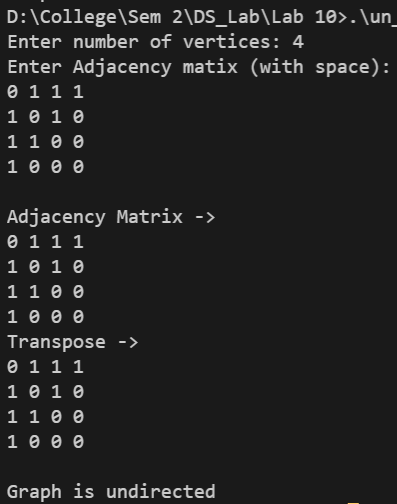 D:\College\Sem 2\DS_Lab\Lab 10>.\un_
Enter number of vertices: 4
Enter Adjacency matix (with space):
0 1 1 1
1 0 1 0
1 1 0 0
1 0 0 0
Adjacency Matrix ->
0 1 1 1
1 0 1 0
1 1 0 0
1 0 0 0
Transpose ->
0 1 1 1
1 0 1 0
1 1 0 0
1 0 0 0
Graph is undirected